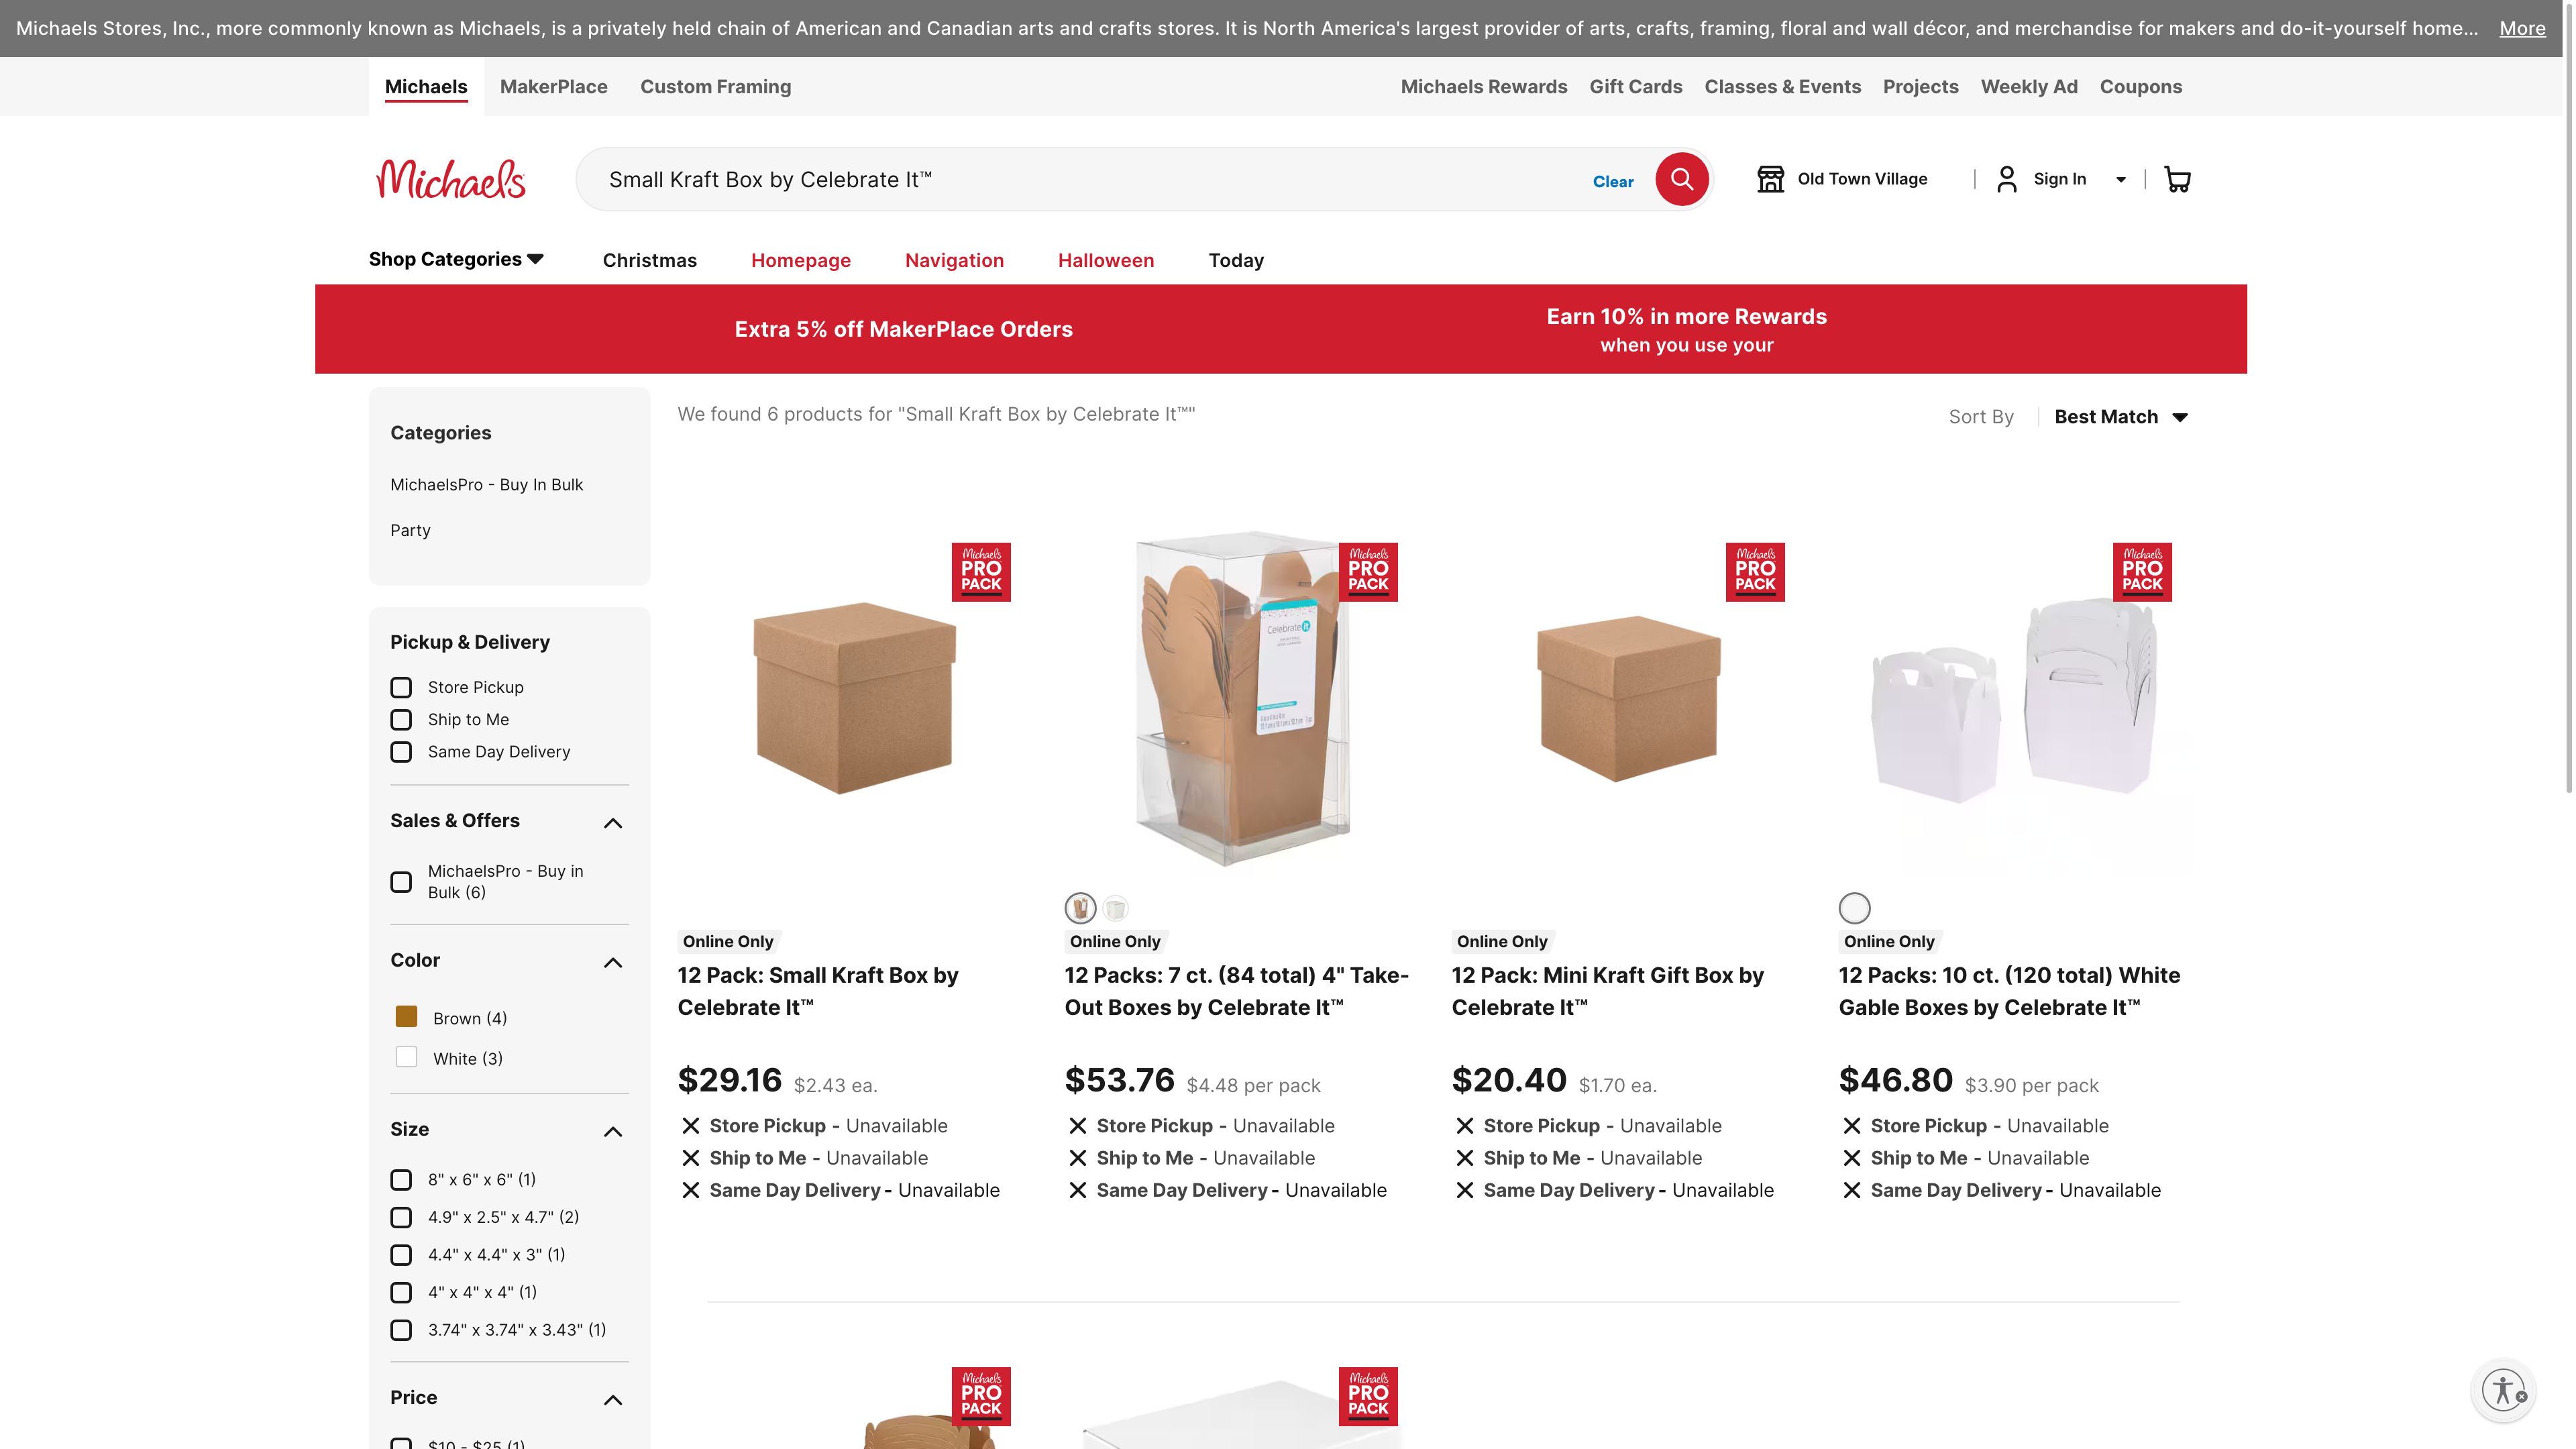 Michaels Stores, Inc., more commonly known as Michaels, is a privately held chain of American and Canadian arts and crafts stores. It is North America's largest provider of arts, crafts, framing, floral and wall décor, and merchandise for makers and do-it-yourself home... More
Michaels MakerPlace Custom Framing Michaels Rewards Gift Cards Classes & Events Projects Weekly Ad Coupons
Michaels Small Kraft Box by Celebrate It™ Clear Old Town Village Sign In
Shop Categories Christmas Homepage Navigation Halloween Today
Extra 5% off MakerPlace Orders
Earn 10% in more Rewards
when you use your
Categories
MichaelsPro - Buy In Bulk
Party
Pickup & Delivery
Store Pickup
Ship to Me
Same Day Delivery
Sales & Offers
MichaelsPro - Buy in
Bulk (6)
Color
Brown (4)
White (3)
Size
8" x 6" x 6" (1)
4.9" x 2.5" x 4.7" (2)
4.4" x 4.4" x 3" (1)
4" x 4" x 4" (1)
3.74" x 3.74" x 3.43" (1)
Price
$10 - $25 (1)
We found 6 products for "Small Kraft Box by Celebrate It™"
Sort By Best Match
Michaels
PRO
PACK
Online Only
12 Pack: Small Kraft Box by
Celebrate It™
$29.16 $2.43 ea.
Store Pickup - Unavailable
Ship to Me - Unavailable
Same Day Delivery - Unavailable
Michaels
PRO
PACK
Celebrate it
Online Only
12 Packs: 7 ct. (84 total) 4" Take-
Out Boxes by Celebrate It™
$53.76 $4.48 per pack
Store Pickup - Unavailable
Ship to Me - Unavailable
Same Day Delivery - Unavailable
Michaels
PRO
PACK
Online Only
12 Pack: Mini Kraft Gift Box by
Celebrate It™
$20.40 $1.70 ea.
Store Pickup - Unavailable
Ship to Me - Unavailable
Same Day Delivery - Unavailable
Michaels
PRO
PACK
Online Only
12 Packs: 10 ct. (120 total) White
Gable Boxes by Celebrate It™
$46.80 $3.90 per pack
Store Pickup - Unavailable
Ship to Me - Unavailable
Same Day Delivery - Unavailable
Michaels
PRO
PACK
Michaels
PRO
PACK